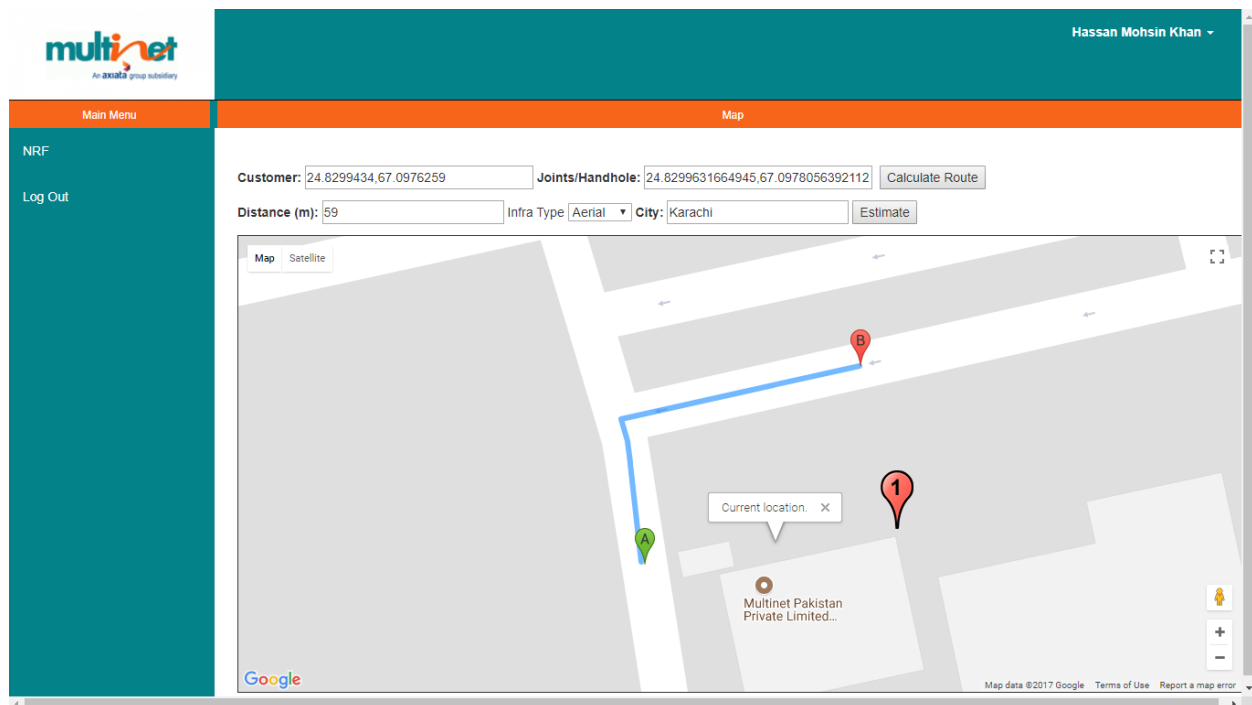 multinet
An axiata group subsidiary
Hassan Mohsin Khan
Main Menu
Map
NRF
Log Out
Customer: 24.8299434,67.0976259 Joints/Handhole: 24.8299631664945,67.0978056392112 Calculate Route
Distance (m): 59 Infra Type Aerial City: Karachi Estimate
Map Satellite
B
1
Current location.
A
Multinet Pakistan
Private Limited...
Google
Map data ©2017 Google Terms of Use Report a map error